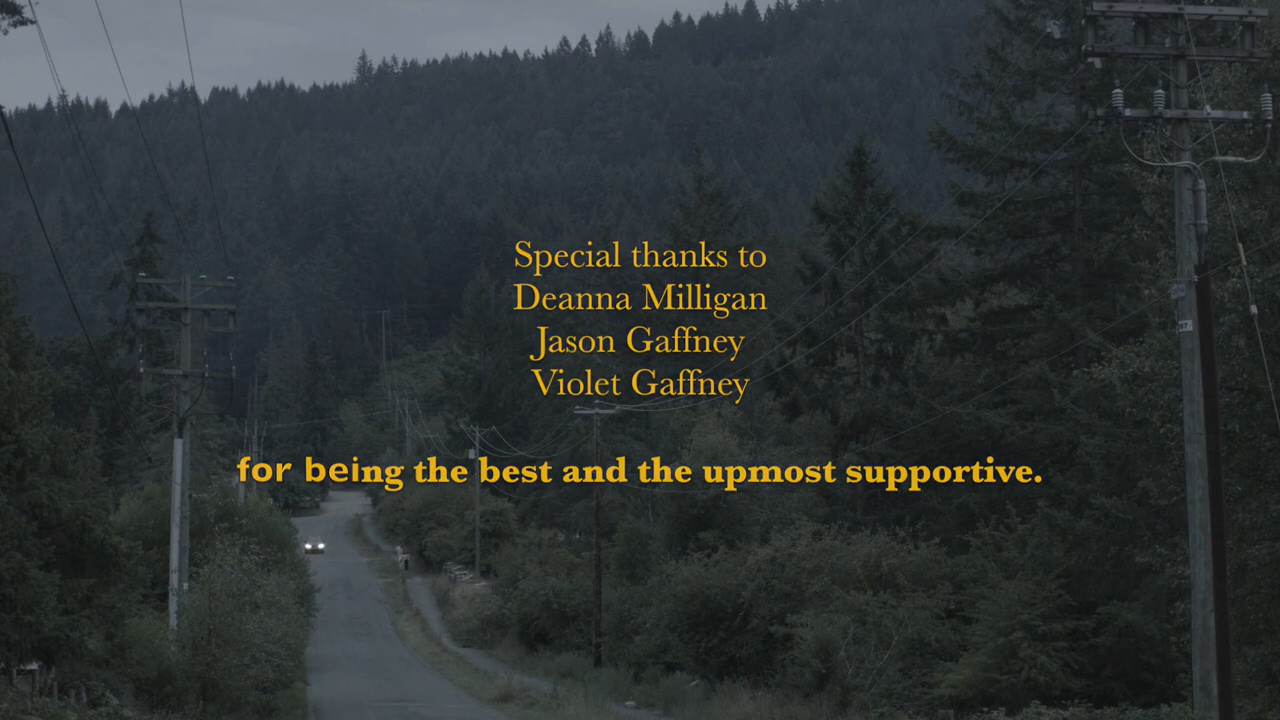 Special thanks to
Deanna Milligan
Jason Gaffney
Violet Gaffney
for being the best and the upmost supportive.